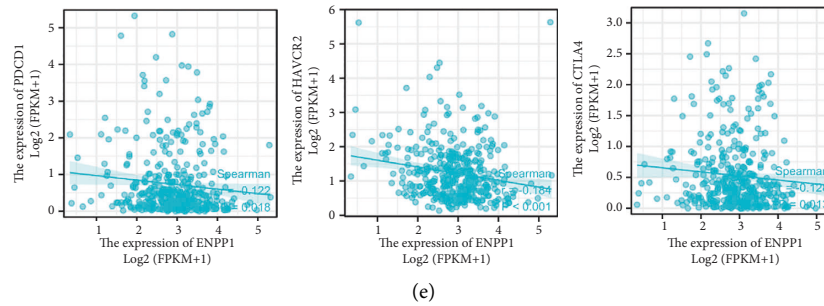 The expression of PDCD1
Log2 (FPKM+1)
5
4
3
2
1
0
Spearman
0.122
= 0.018
1 2 3 4 5
The expression of ENPP1
Log2 (FPKM+1)
The expression of HAVCR2
Log2 (FPKM+1)
6
5
4
3
2
1
0
Spearman
0.184
< 0.001
1 2 3 4 5
The expression of ENPP1
Log2 (FPKM+1)
The expression of CTLA4
Log2 (FPKM+1)
3.0
2.5
2.0
1.5
1.0
0.5
0.0
Spearman
1 2 3 4 5
The expression of ENPP1
Log2 (FPKM+1)
(e)